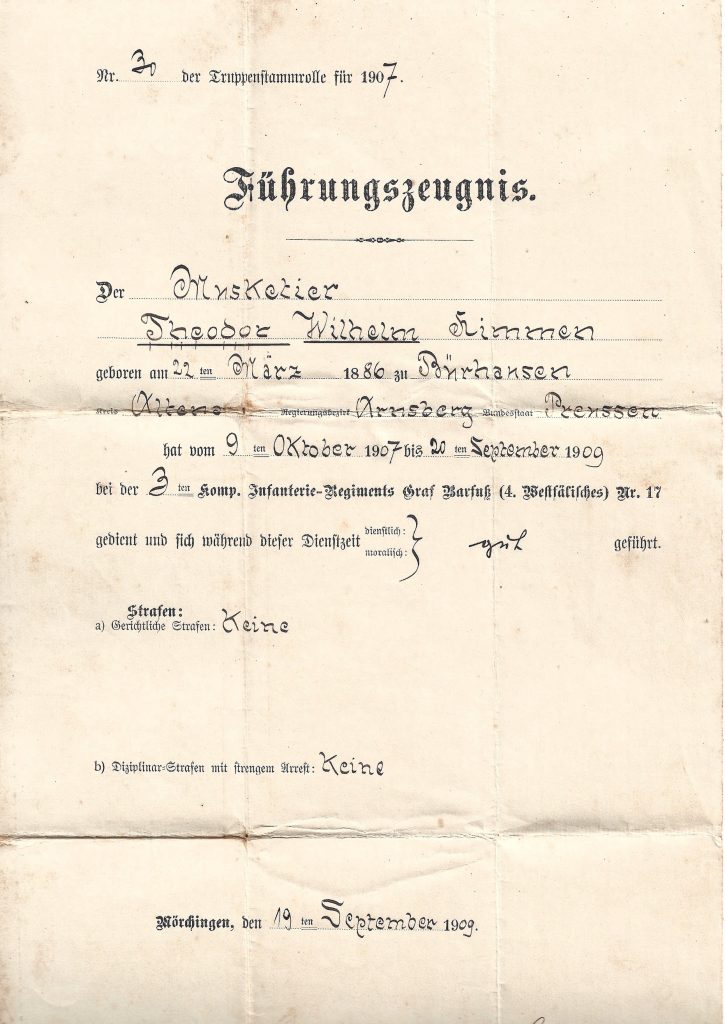 Nr. 30 der Truppenstammrolle für 1907.
Führungszeugnis.
Der Musketier
Theodor Wilhelm Kimmen
geboren am 22 ten März 1886 zu Bürhausen
Kreis Altena Regierungsbezirk Arnsberg Bundesstaat Preussen
hat vom 9 ten Oktober 1907 bis 20 ten September 1909
bei der 3 ten Komp. Infanterie-Regiments Graf Barfuß (4. Westfälisches) Nr. 17
gedient und sich während dieser Dienstzeit dienstlich: moralisch: } gut geführt.
Strafen:
a) Gerichtliche Strafen: Keine
b) Disziplinar-Strafen mit strengem Arrest: Keine
Mörchingen, den 19 ten September 1909.